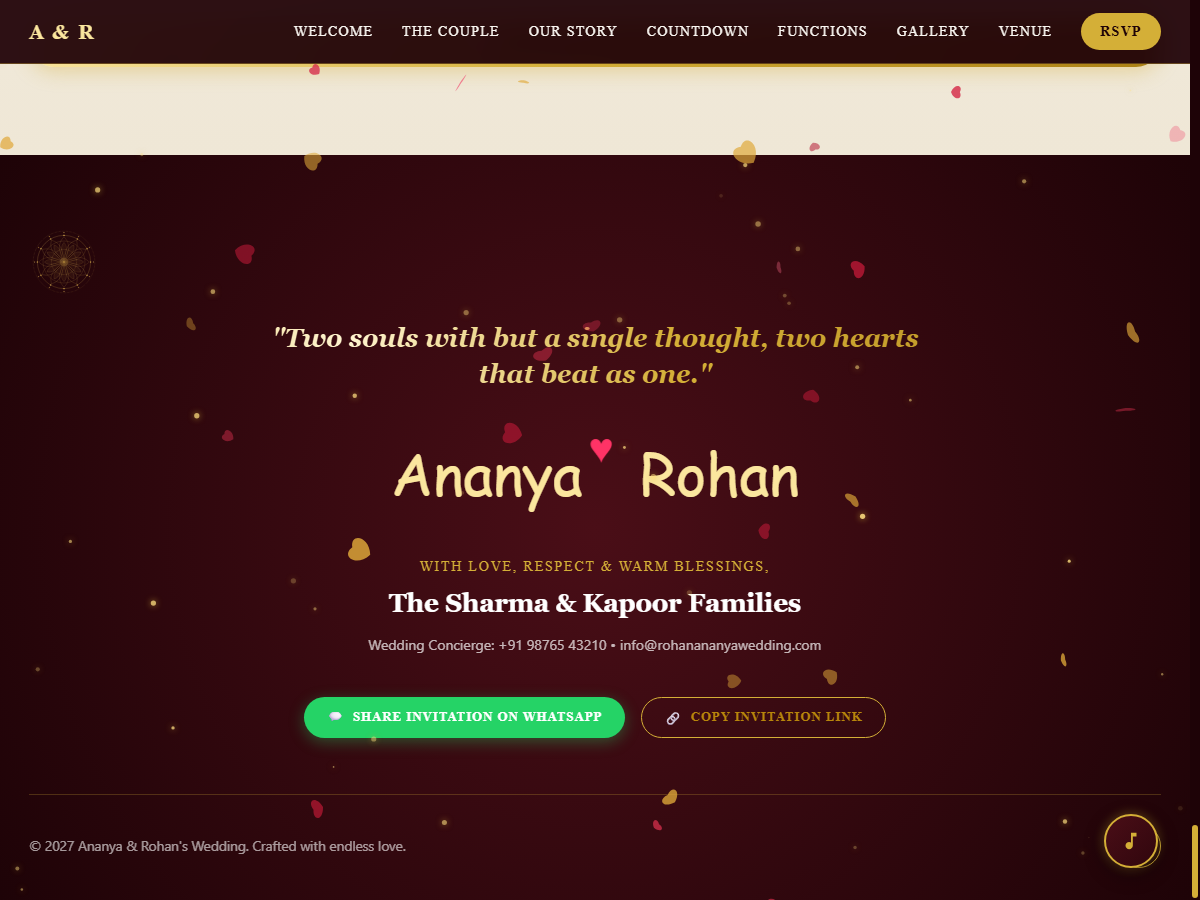 A & R
WELCOME THE COUPLE OUR STORY COUNTDOWN FUNCTIONS GALLERY VENUE RSVP
"Two souls with but a single thought, two hearts
that beat as one."
Ananya ♥ Rohan
WITH LOVE, RESPECT & WARM BLESSINGS,
The Sharma & Kapoor Families
Wedding Concierge: +91 98765 43210 • info@rohanananyawedding.com
SHARE INVITATION ON WHATSAPP COPY INVITATION LINK
© 2027 Ananya & Rohan's Wedding. Crafted with endless love.